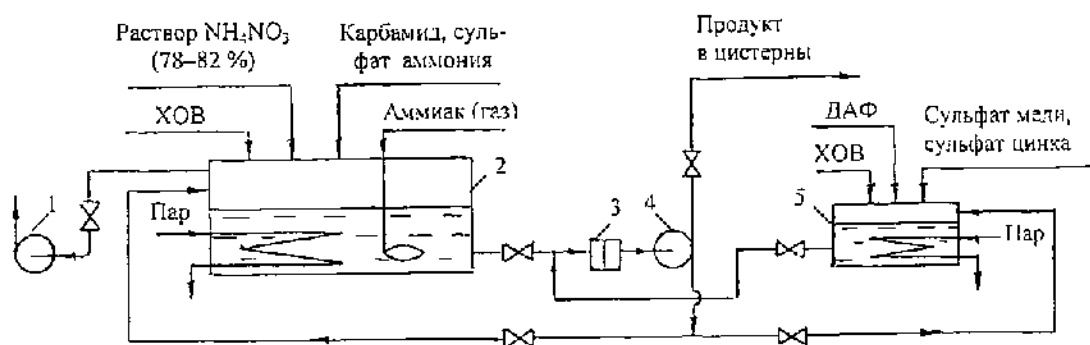 Раствор NH₄NO₃
(78–82 %)
Карбамид, суль-
фат аммония
Продукт
в цистерны
ХОВ
Аммиак (газ)
ДАФ
Сульфат меди,
сульфат цинка
ХОВ
2
1
Пар
3
4
5
Пар